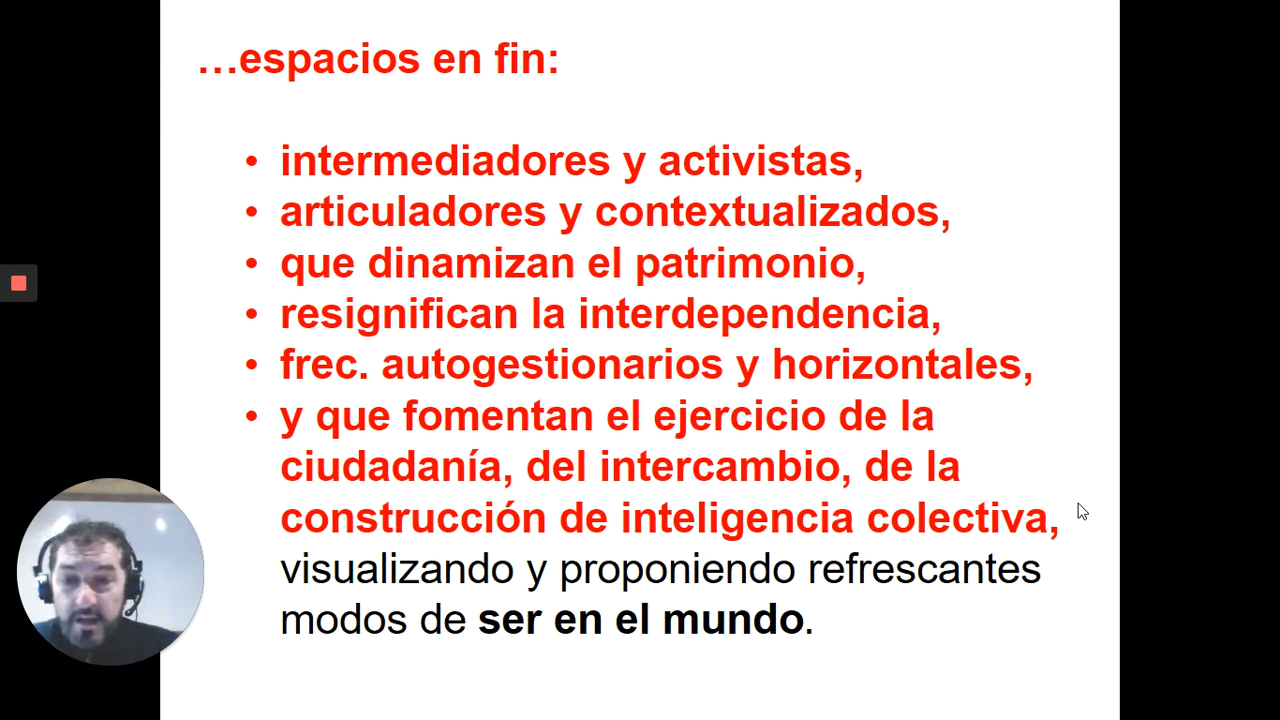 …espacios en fin:
• intermediadores y activistas,
• articuladores y contextualizados,
• que dinamizan el patrimonio,
• resignifican la interdependencia,
• frec. autogestionarios y horizontales,
• y que fomentan el ejercicio de la
ciudadanía, del intercambio, de la
construcción de inteligencia colectiva,
visualizando y proponiendo refrescantes
modos de ser en el mundo.